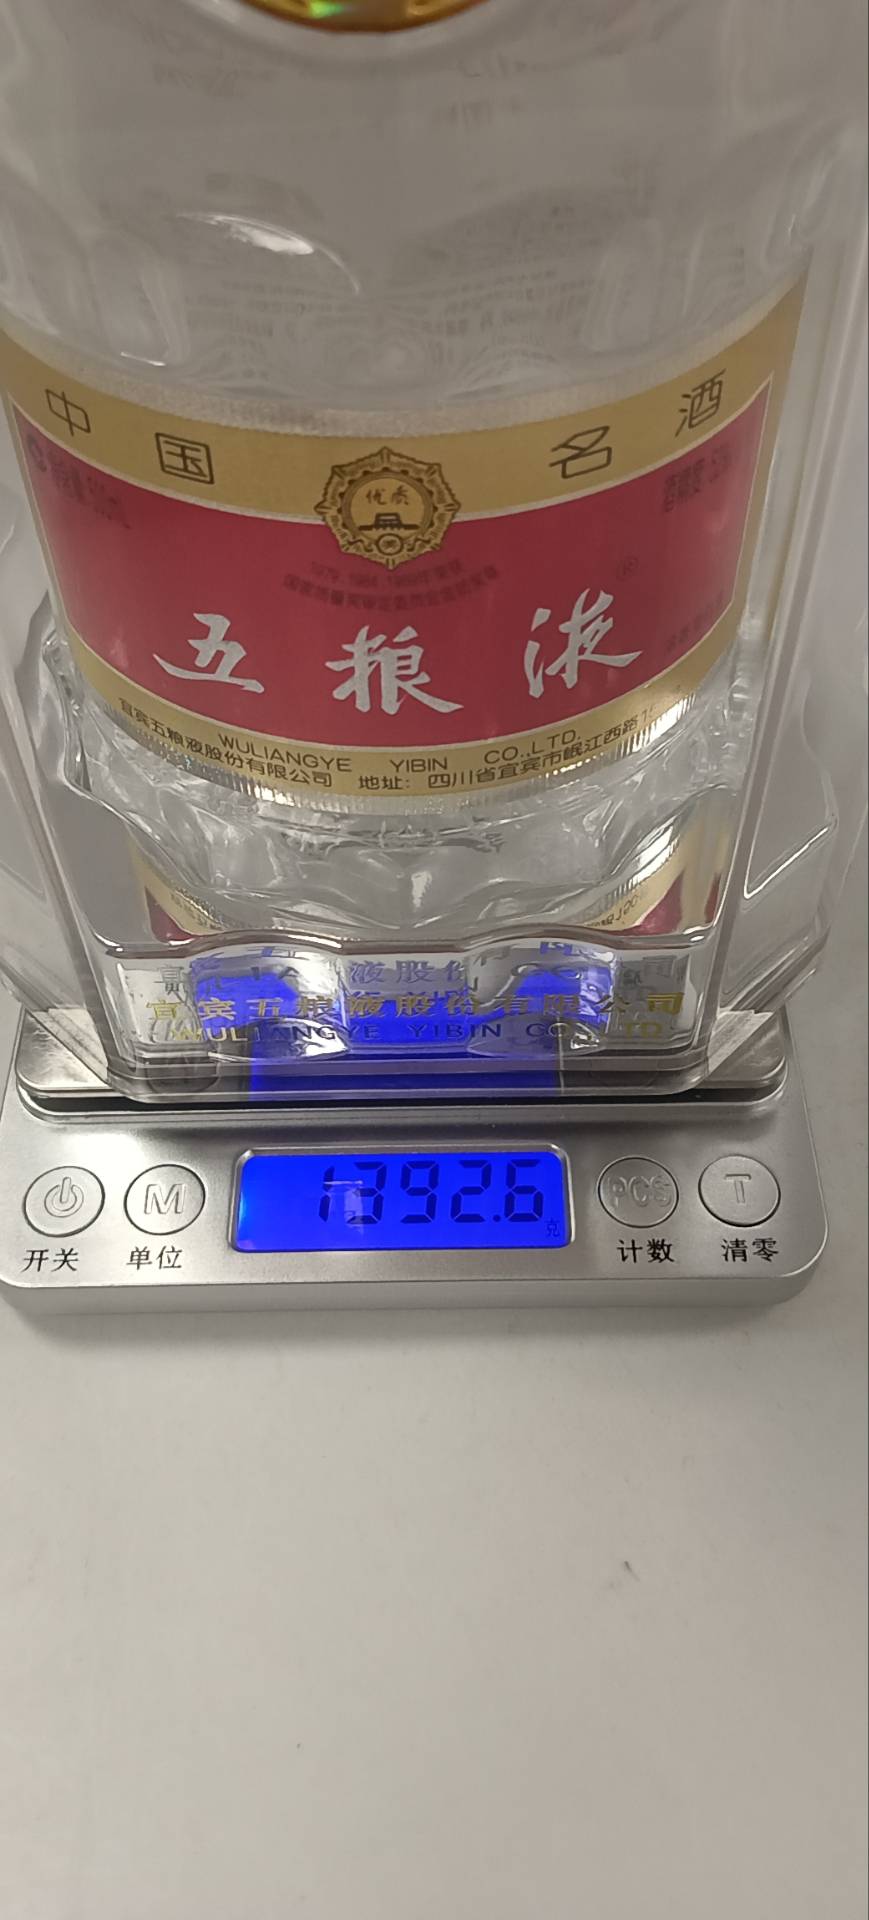 中国名酒
优质
五粮液
®
WULIANGYE YIBIN CO.,LTD.
宜宾五粮液股份有限公司 地址：四川省宜宾市岷江西路
宜宾五粮液股份有限公司
WULIANGYE YIBIN CO., LTD.
1392.6 克
M PCS T
开关 单位 计数 清零